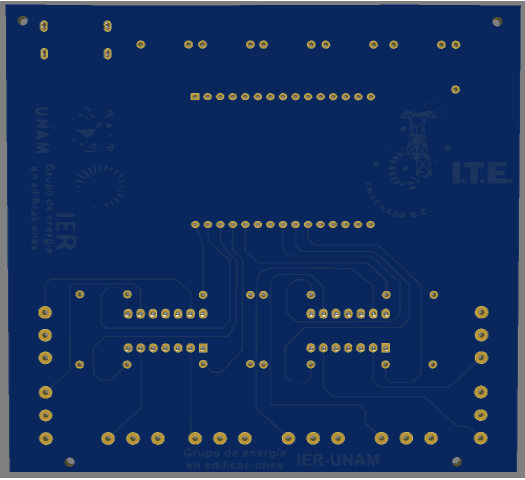 UNAM
IER
Grupo de energía
en edificaciones
I.T.E.
ENSENADA B.C.
Grupo de energía
en edificaciones
IER-UNAM